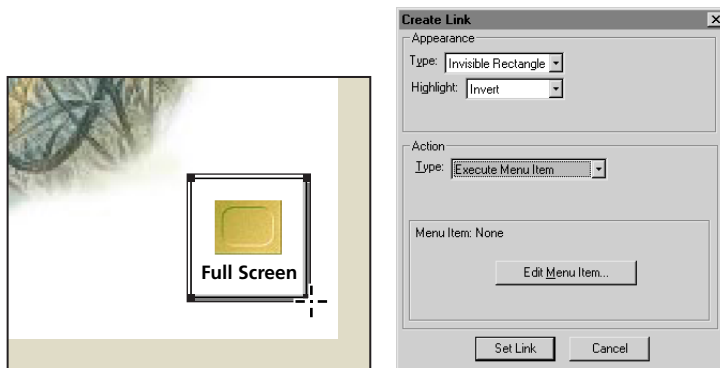 Full Screen
Create Link
Appearance
Type: Invisible Rectangle
Highlight: Invert
Action
Type: Execute Menu Item
Menu Item: None
Edit Menu Item...
Set Link Cancel